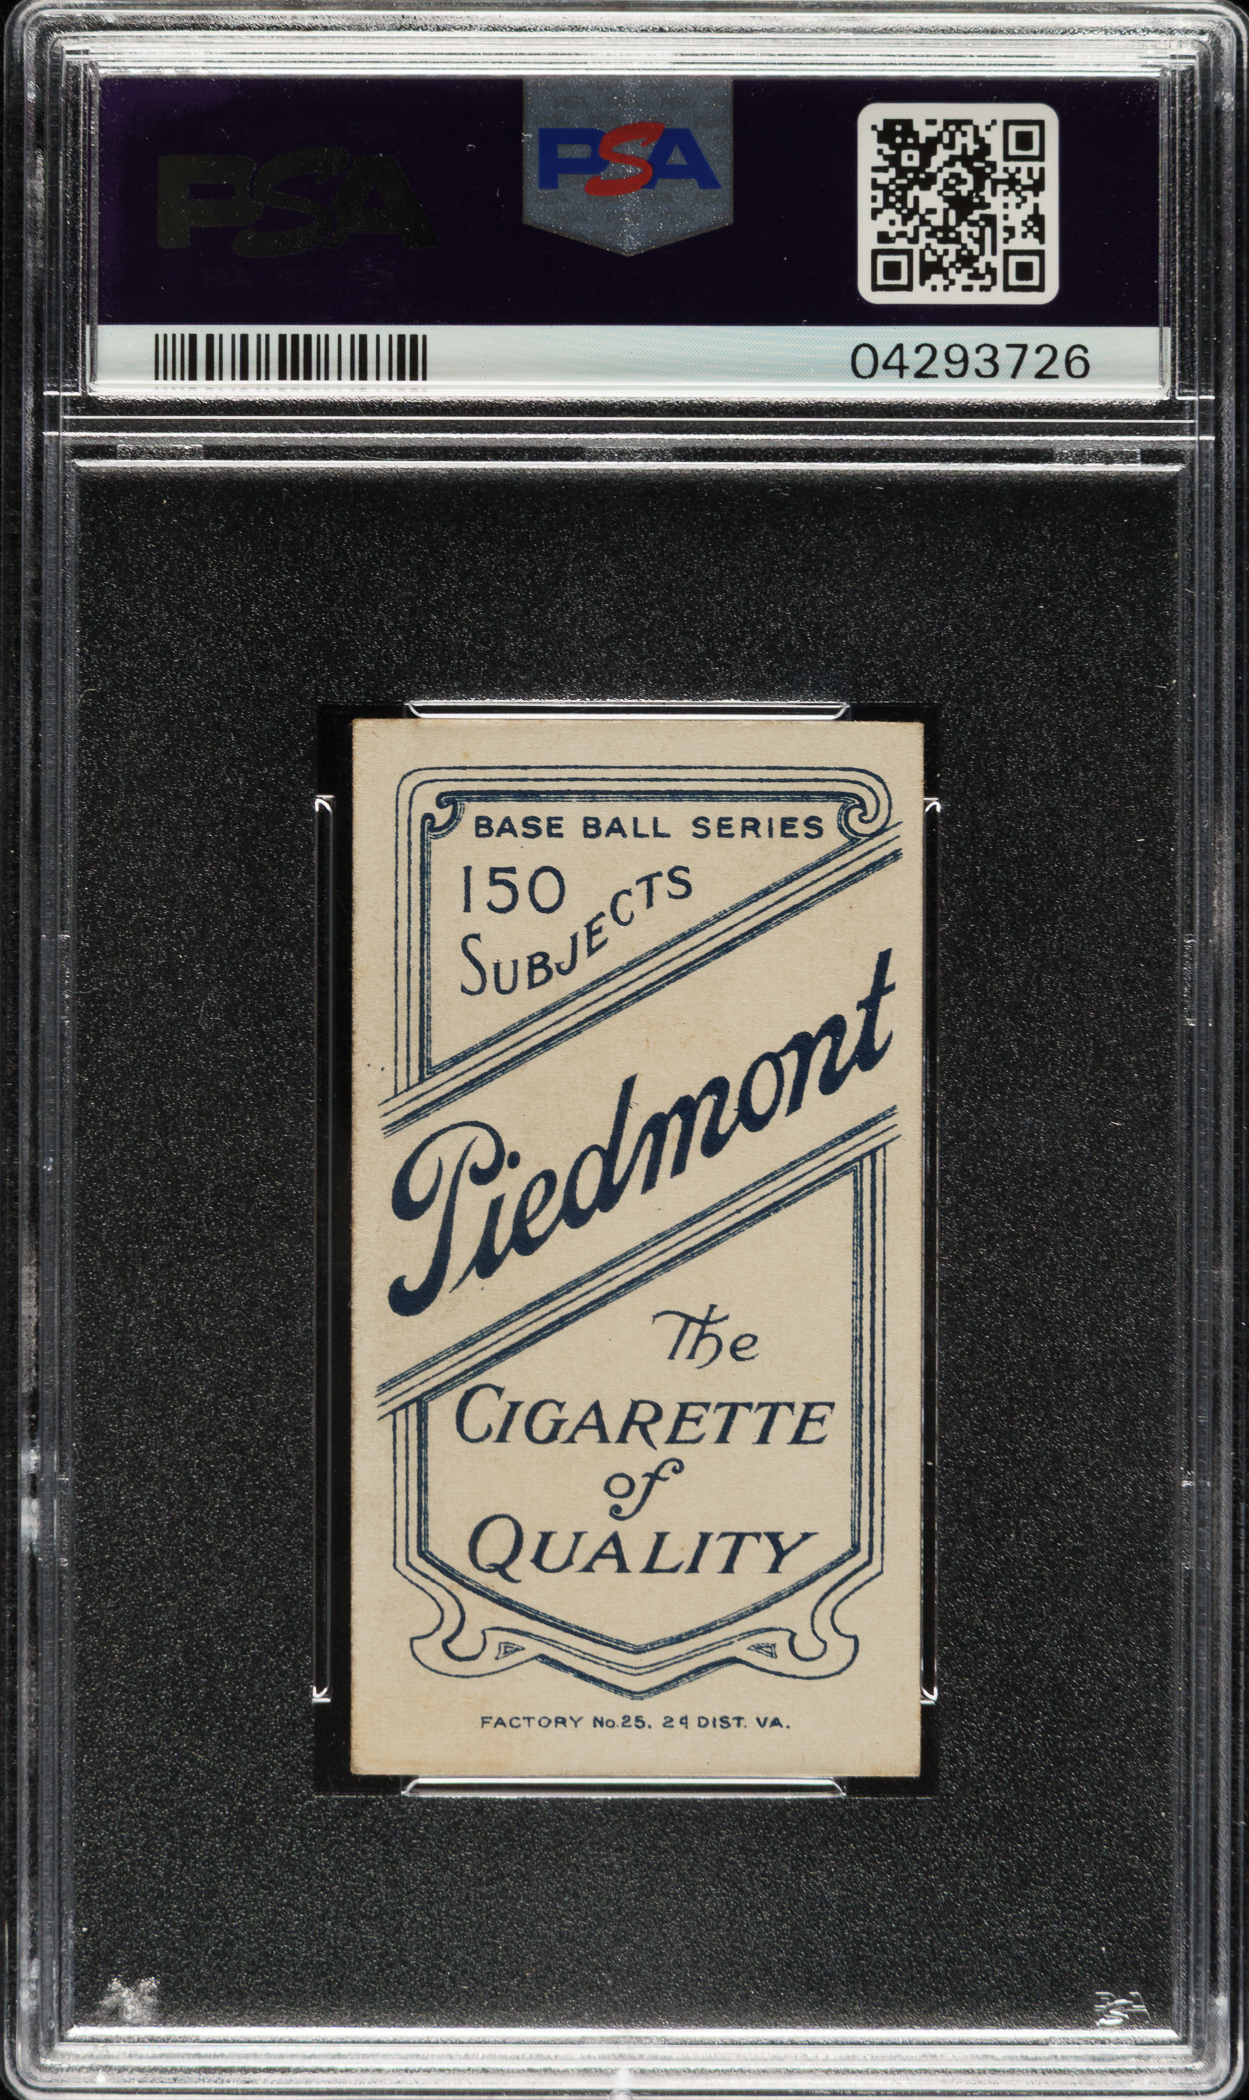 PSA
PSA
04293726
BASE BALL SERIES
150
SUBJECTS
Piedmont
The
CIGARETTE
of
QUALITY
FACTORY No.25. 2d DIST. VA.
PSA